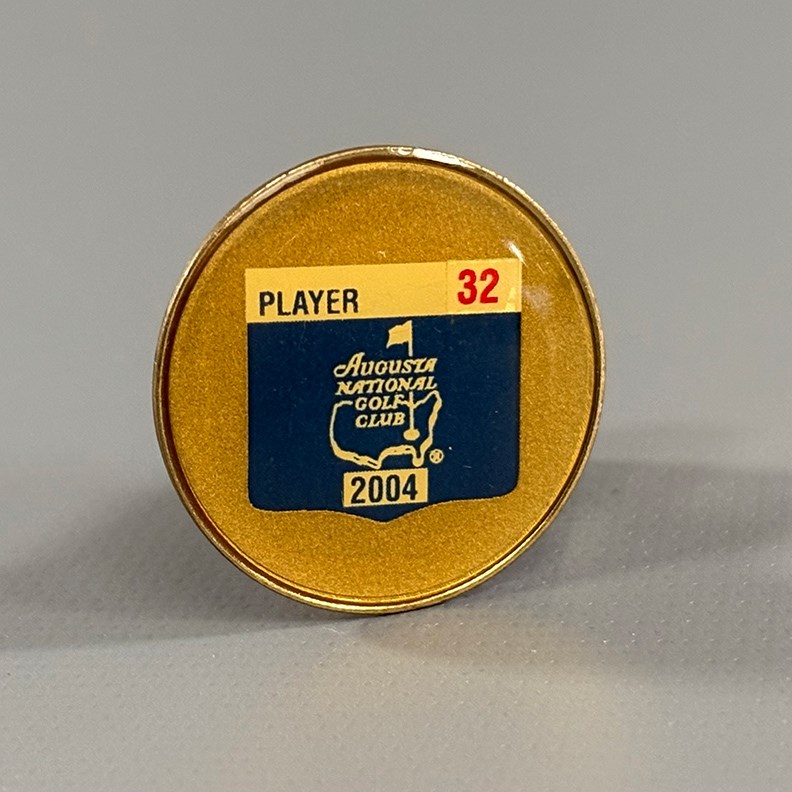 PLAYER 32
AUGUSTA
NATIONAL
GOLF
CLUB
®
2004